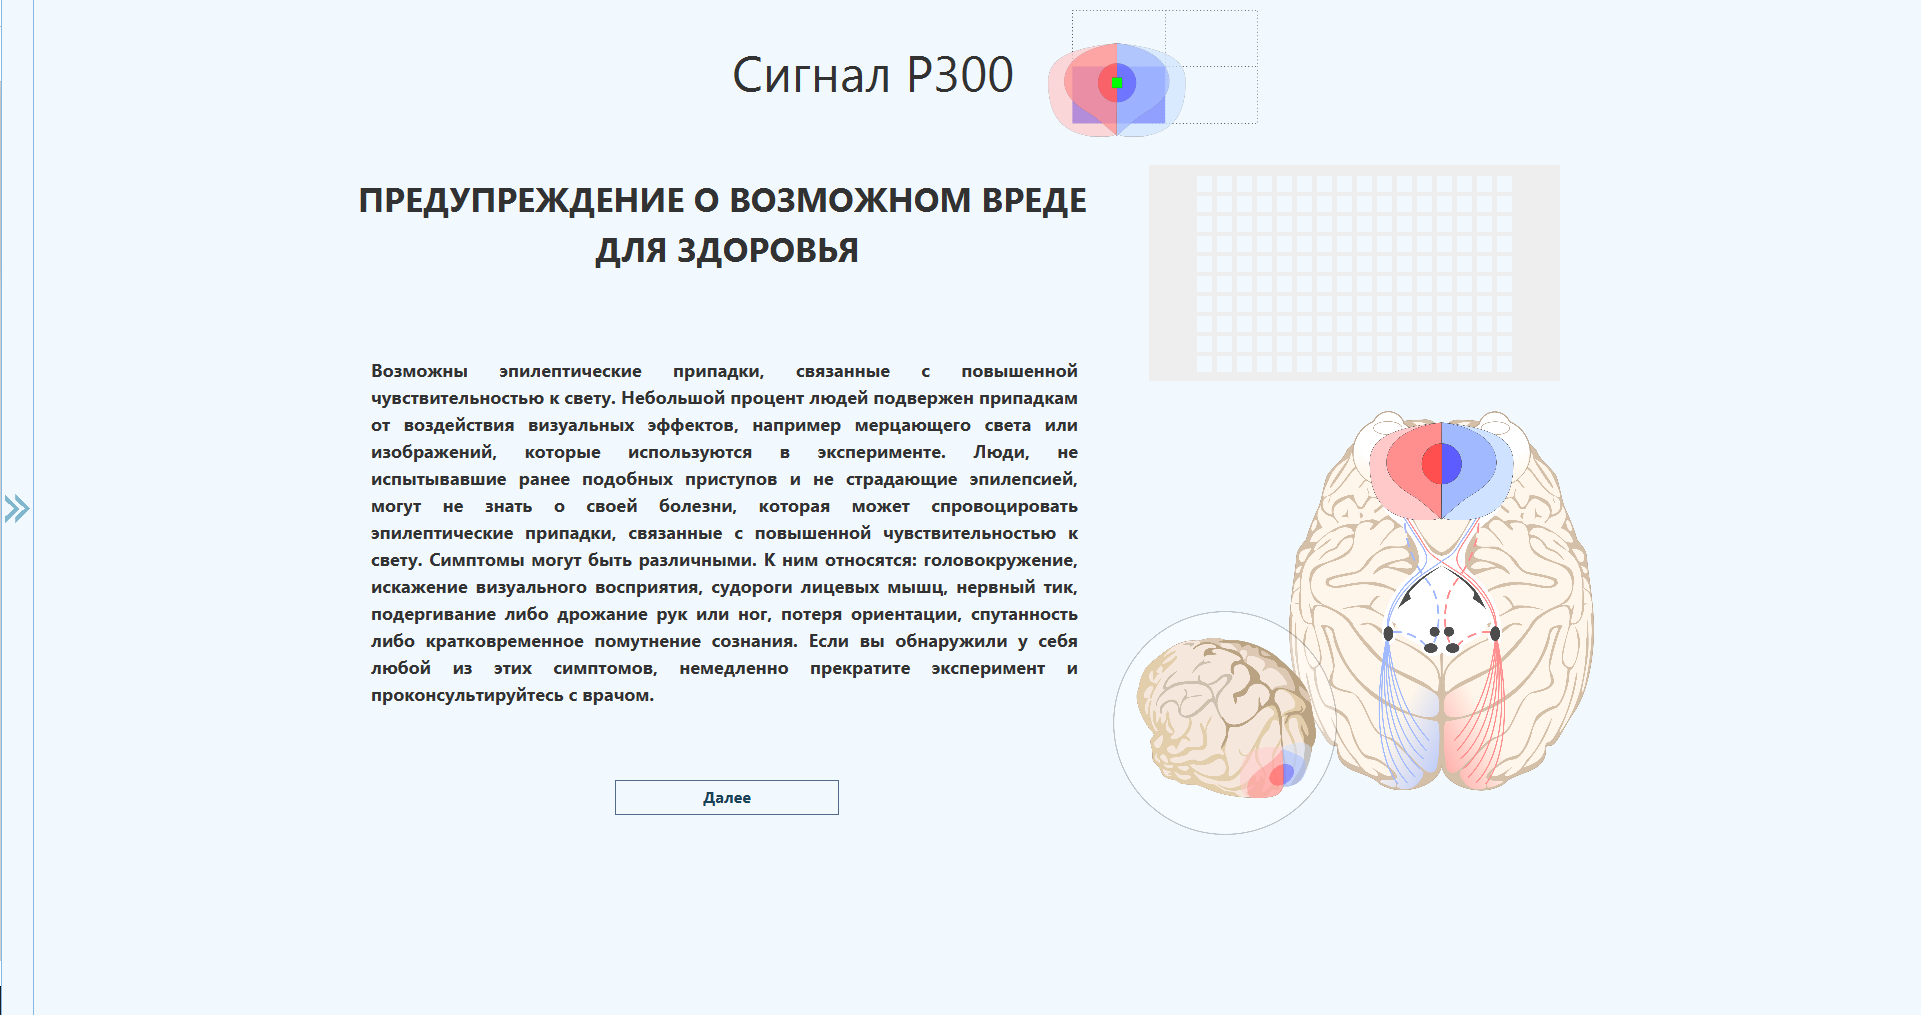 Сигнал P300
ПРЕДУПРЕЖДЕНИЕ О ВОЗМОЖНОМ ВРЕДЕ
ДЛЯ ЗДОРОВЬЯ
Возможны эпилептические припадки, связанные с повышенной
чувствительностью к свету. Небольшой процент людей подвержен припадкам
от воздействия визуальных эффектов, например мерцающего света или
изображений, которые используются в эксперименте. Люди, не
испытывавшие ранее подобных приступов и не страдающие эпилепсией,
могут не знать о своей болезни, которая может спровоцировать
эпилептические припадки, связанные с повышенной чувствительностью к
свету. Симптомы могут быть различными. К ним относятся: головокружение,
искажение визуального восприятия, судороги лицевых мышц, нервный тик,
подергивание либо дрожание рук или ног, потеря ориентации, спутанность
либо кратковременное помутнение сознания. Если вы обнаружили у себя
любой из этих симптомов, немедленно прекратите эксперимент и
проконсультируйтесь с врачом.
Далее